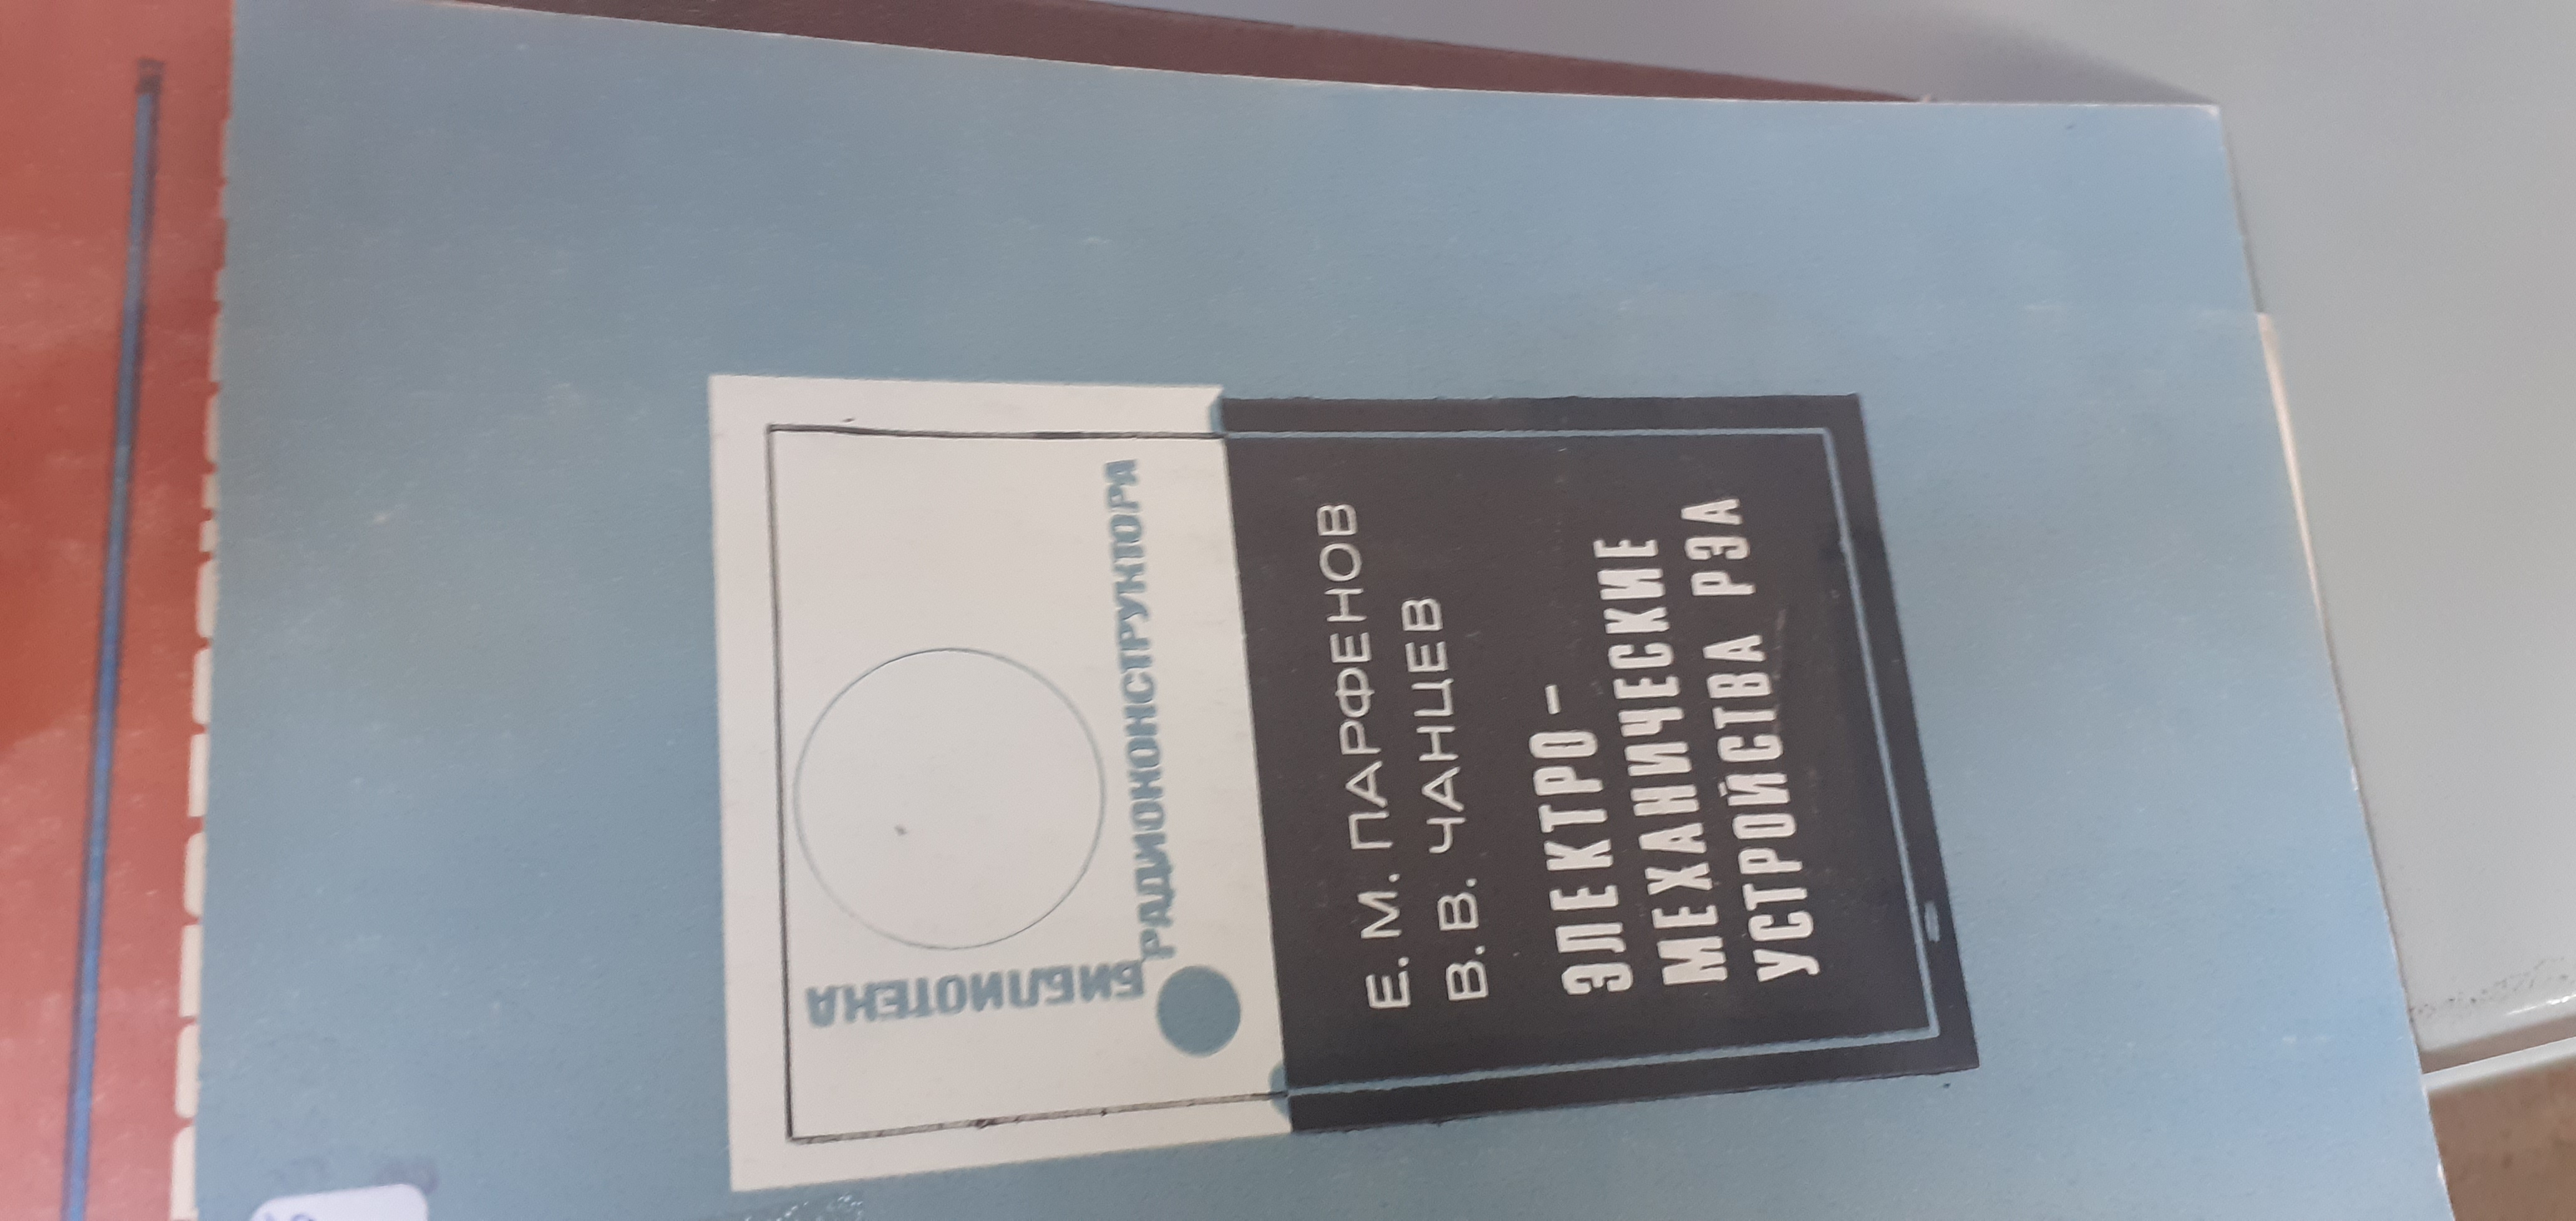 БИБЛИОТЕКА
РАДИОКОНСТРУКТОРА
Е. М. ПАРФЕНОВ
В. В. ЧАНЦЕВ
ЭЛЕКТРО-
МЕХАНИЧЕСКИЕ
УСТРОЙСТВА РЭА